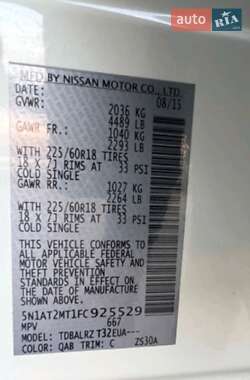 auto.ria
MFD BY NISSAN MOTOR CO., LTD.
DATE: 08/15
GVWR: 2036 KG
4489 LB
GAWR FR. 1040 KG
2293 LB
WITH 225/60R18 TIRES
18 X 7J RIMS AT 33 PSI
COLD SINGLE
GAWR RR: 1027 KG
2264 LB
WITH 225/60R18 TIRES
18 X 7J RIMS AT 33 PSI
COLD SINGLE
THIS VEHICLE CONFORMS TO
ALL APPLICABLE FEDERAL
MOTOR VEHICLE SAFETY
AND THEFT PREVENTION
STANDARDS IN EFFECT
ON THE DATE OF
MANUFACTURE SHOWN ABOVE
5N1AT2MT1FC925529
MPV 667
MODEL: TDBALRZ T32EUA---
COLOR: QAB TRIM: C ZS30A